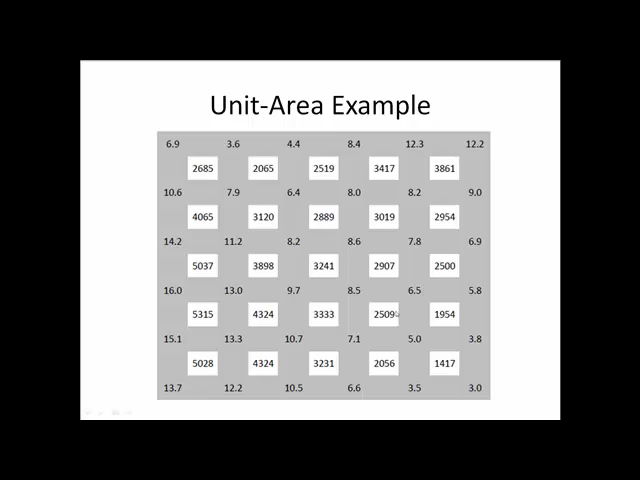 Unit-Area Example
6.9 3.6 4.4 8.4 12.3 12.2
2685 2065 2519 3417 3861
10.6 7.9 6.4 8.0 8.2 9.0
4065 3120 2889 3019 2954
14.2 11.2 8.2 8.6 7.8 6.9
5037 3898 3241 2907 2500
16.0 13.0 9.7 8.5 6.5 5.8
5315 4324 3333 2509 1954
15.1 13.3 10.7 7.1 5.0 3.8
5028 4324 3231 2056 1417
13.7 12.2 10.5 6.6 3.5 3.0